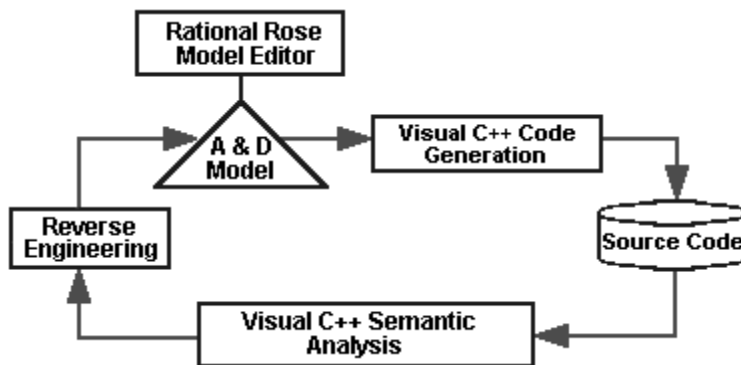 Rational Rose
Model Editor
A & D
Model
Visual C++ Code
Generation
Reverse
Engineering
Source Code
Visual C++ Semantic
Analysis